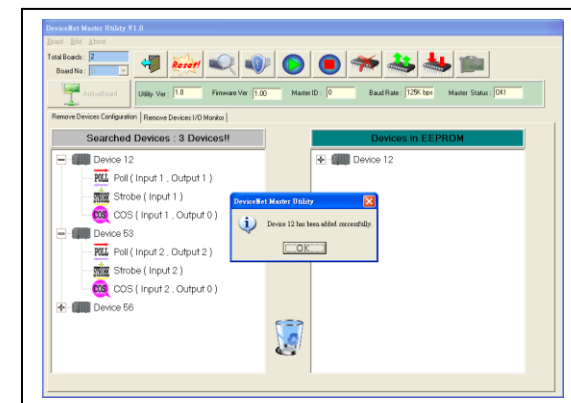 DeviceNet Master Utility V1.0
Board Edit About
Total Boards : 2
Board No :
Reset!
ActiveBoard
Utility Ver : 1.0 Firmware Ver : 1.00 Master ID : 0 Baud Rate : 125K bps Master Status : OK!
Remove Devices Configuration Remove Devices I/O Monitor
Searched Devices : 3 Devices!! Devices in EEPROM
Device 12 Device 12
POLL Poll ( Input 1 , Output 1 )
STROBE Strobe ( Input 1 )
COS COS ( Input 1 , Output 0 )
Device 53
POLL Poll ( Input 2 , Output 2 )
STROBE Strobe ( Input 2 )
COS COS ( Input 2 , Output 0 )
Device 56
DeviceNet Master Utility
Device 12 has been added successfully.
OK